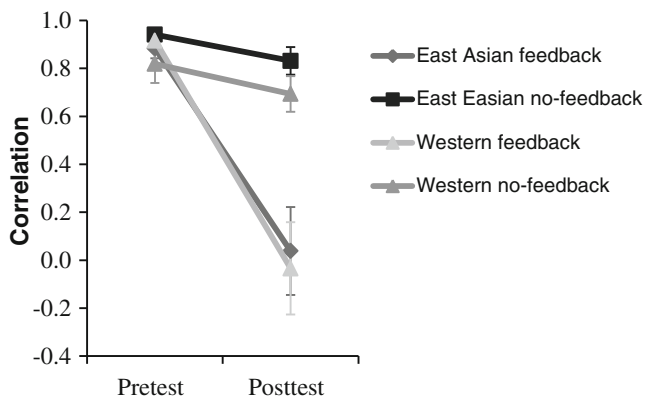 1.0
0.8
0.6
0.4
0.2
0.0
-0.2
-0.4
Correlation
Pretest Posttest
East Asian feedback
East Easian no-feedback
Western feedback
Western no-feedback